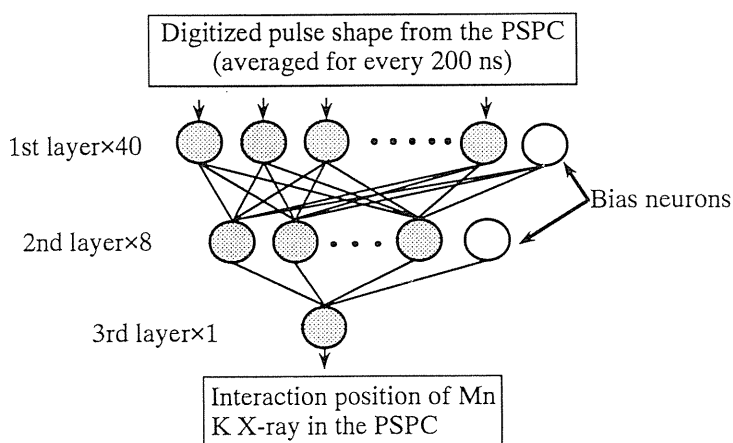 Digitized pulse shape from the PSPC
(averaged for every 200 ns)
1st layer×40
Bias neurons
2nd layer×8
3rd layer×1
Interaction position of Mn
K X-ray in the PSPC